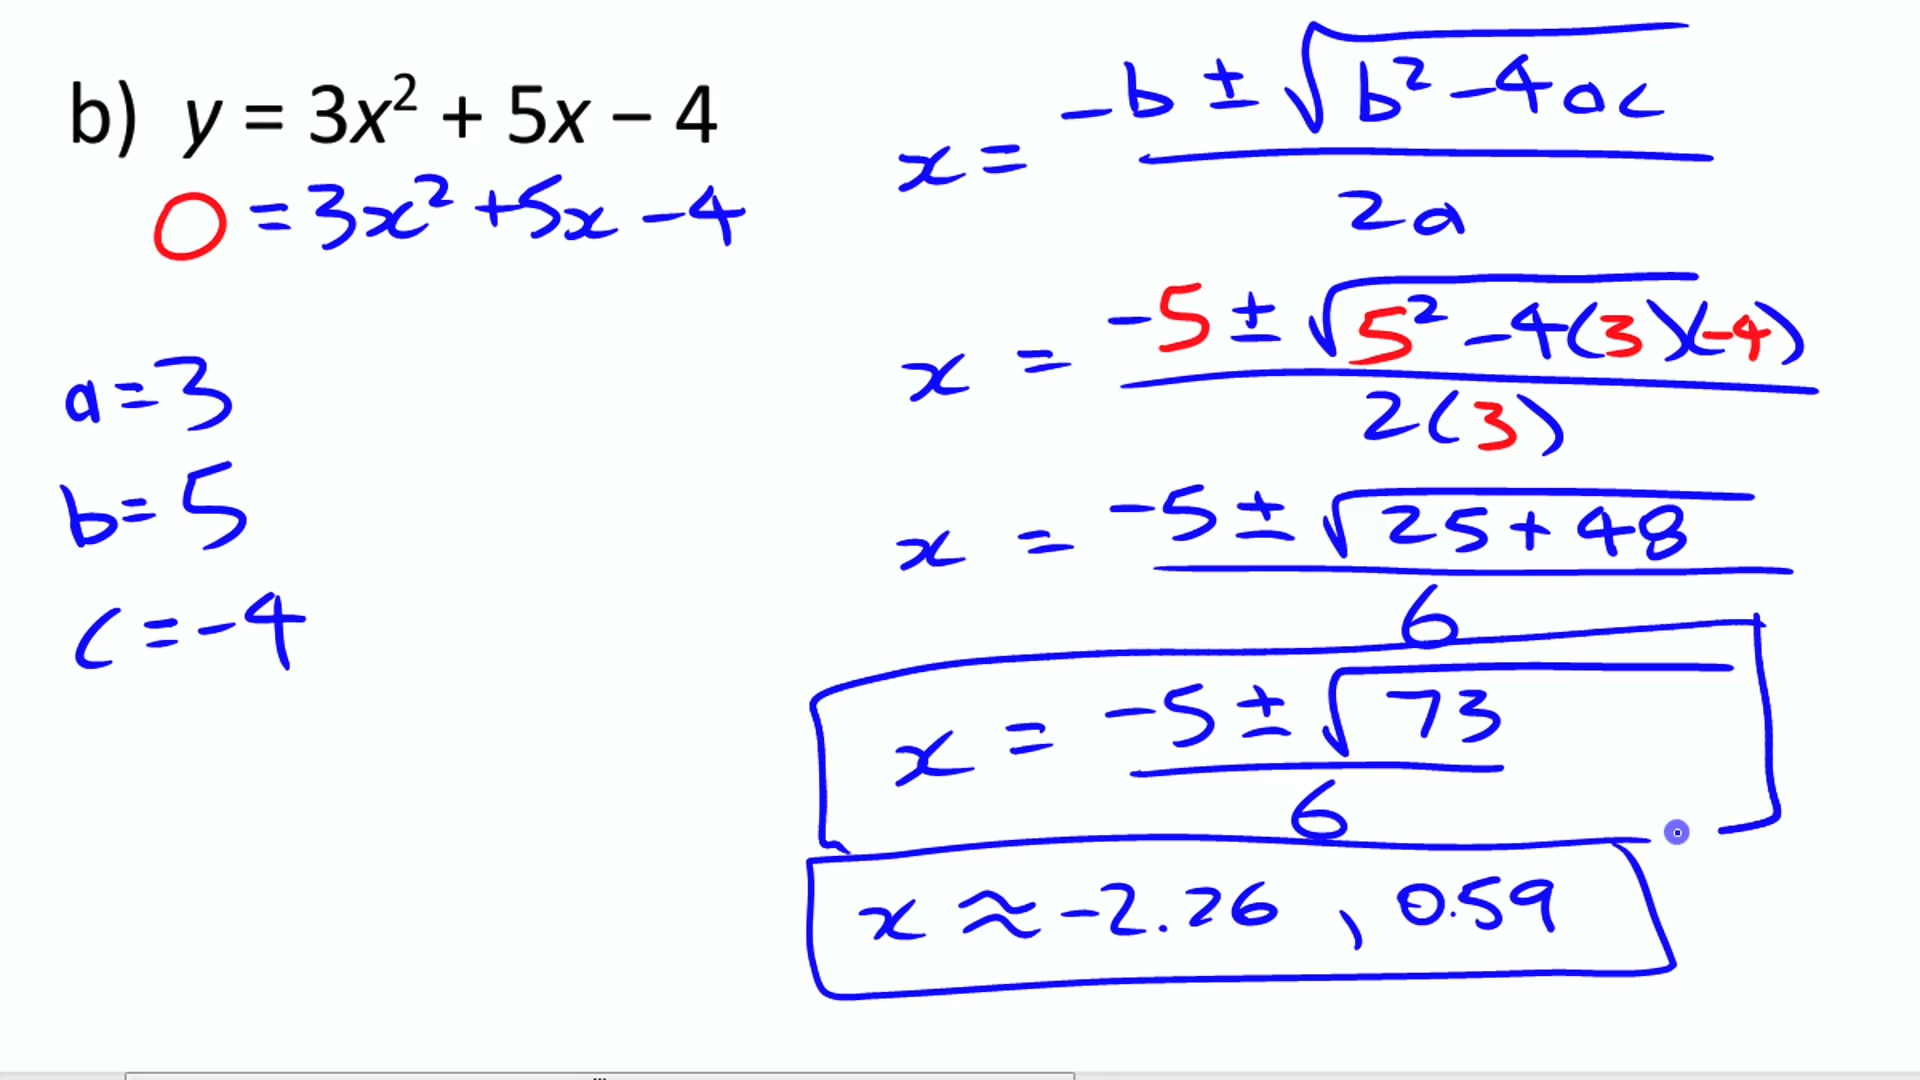 b) y = 3x² + 5x – 4
0 = 3x² + 5x - 4
a = 3
b = 5
c = -4
x = (-b ± √(b² - 4ac)) / 2a
x = (-5 ± √(5² - 4(3)(-4))) / 2(3)
x = (-5 ± √(25 + 48)) / 6
x = (-5 ± √73) / 6
x ≈ -2.26 , 0.59